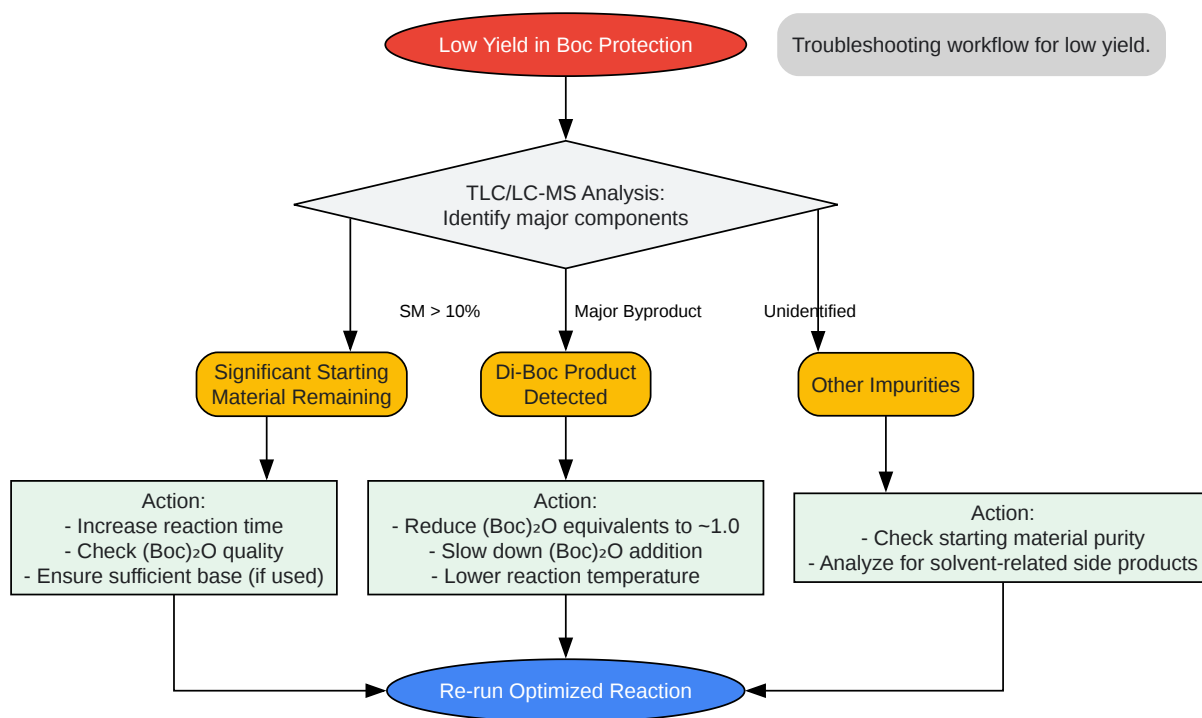 Low Yield in Boc Protection
Troubleshooting workflow for low yield.
TLC/LC-MS Analysis:
Identify major components
SM > 10%
Major Byproduct
Unidentified
Significant Starting
Material Remaining
Di-Boc Product
Detected
Other Impurities
Action:
- Increase reaction time
- Check (Boc)₂O quality
- Ensure sufficient base (if used)
Action:
- Reduce (Boc)₂O equivalents to ~1.0
- Slow down (Boc)₂O addition
- Lower reaction temperature
Action:
- Check starting material purity
- Analyze for solvent-related side products
Re-run Optimized Reaction